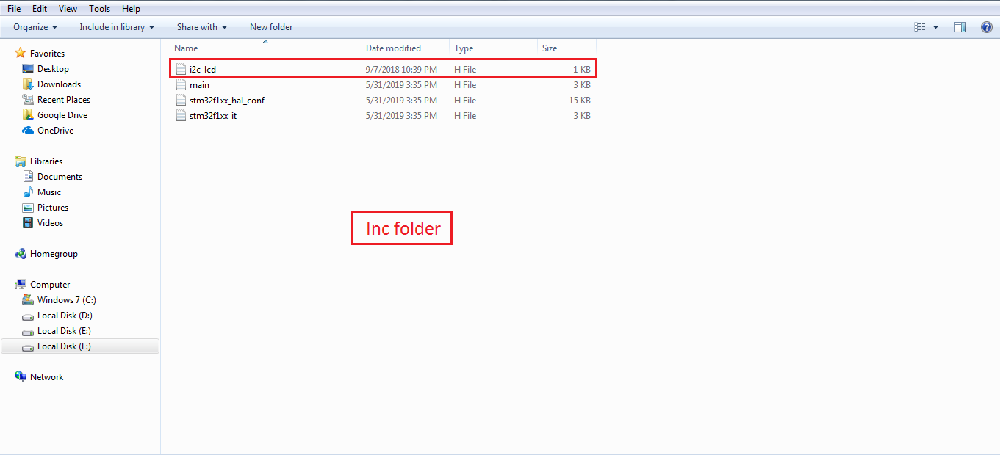 File Edit View Tools Help
Organize Include in library Share with New folder
Name Date modified Type Size
i2c-lcd 9/7/2018 10:39 PM H File 1 KB
main 5/31/2019 3:35 PM H File 3 KB
stm32f1xx_hal_conf 5/31/2019 3:35 PM H File 15 KB
stm32f1xx_it 5/31/2019 3:35 PM H File 3 KB
Favorites
Desktop
Downloads
Recent Places
Google Drive
OneDrive
Libraries
Documents
Music
Pictures
Videos
Homegroup
Computer
Windows 7 (C:)
Local Disk (D:)
Local Disk (E:)
Local Disk (F:)
Network
Inc folder